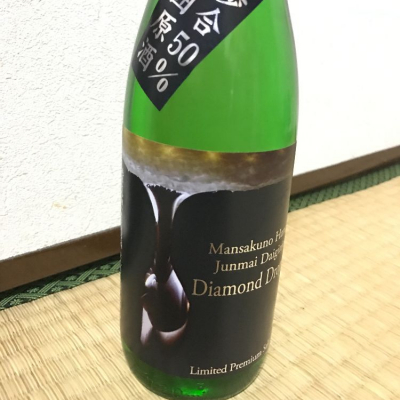 合50%
原酒
Mansakuno
Junmai
Diamond
Limited Premium